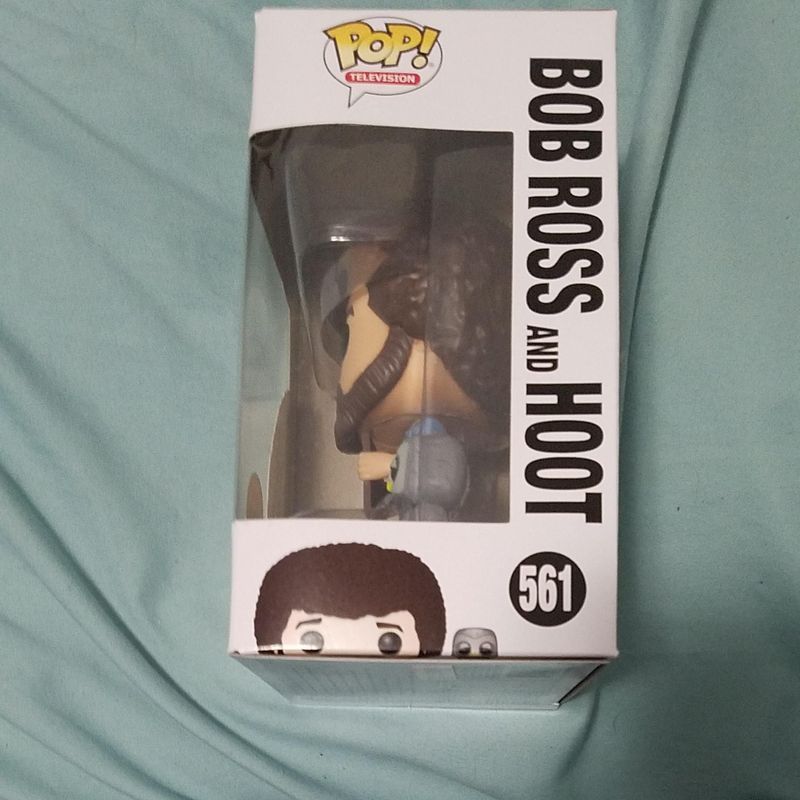 POP!
TELEVISION
BOB ROSS AND HOOT
561